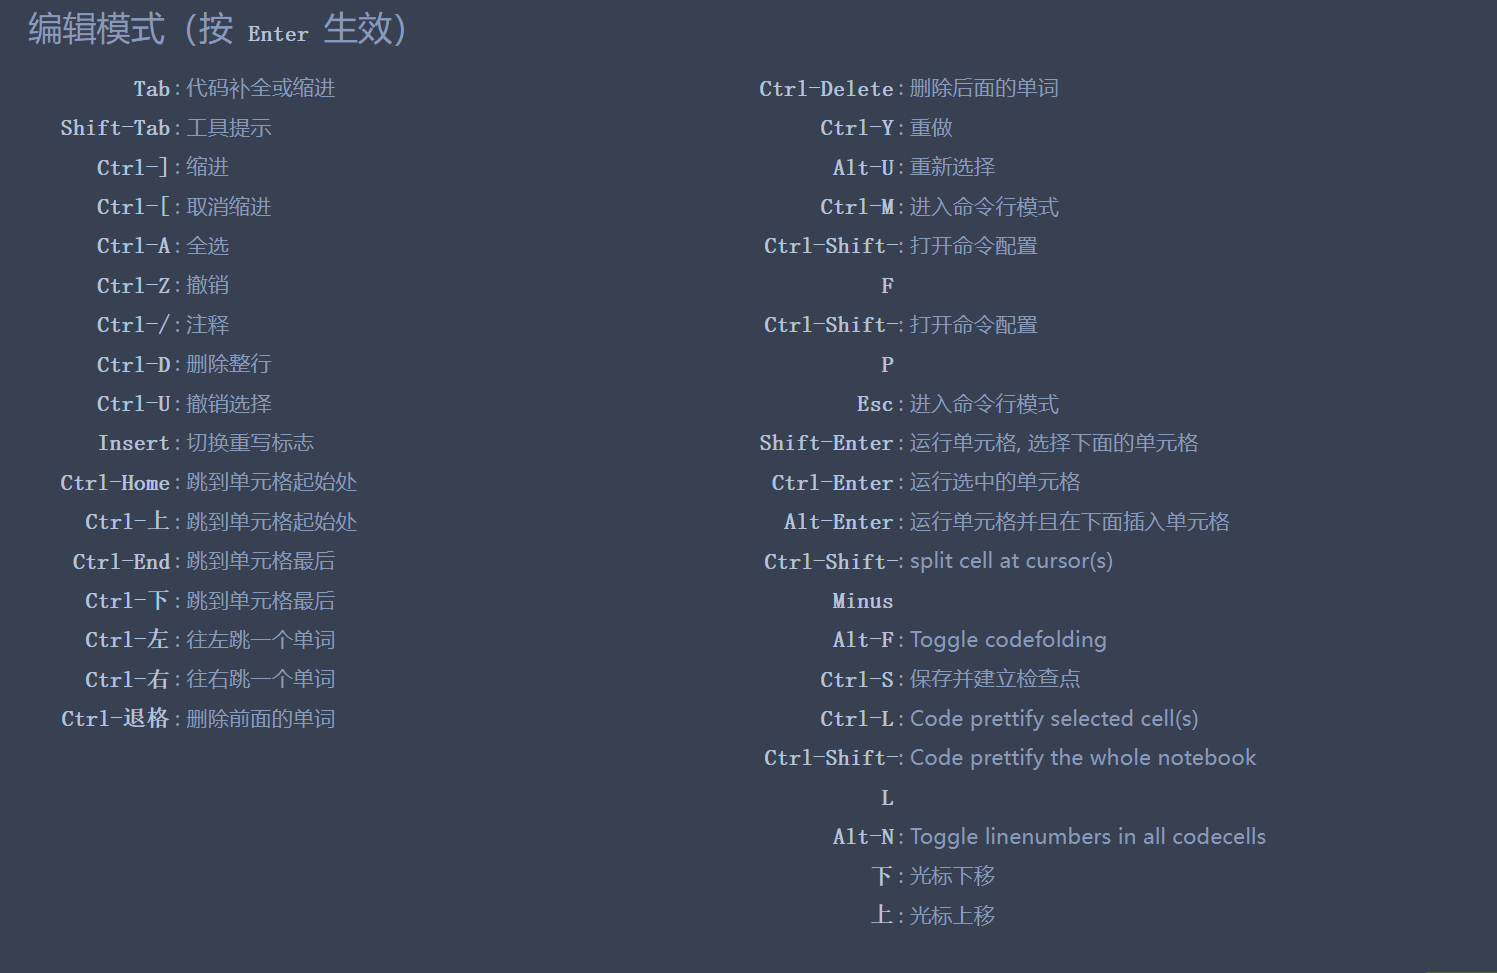 编辑模式（按 Enter 生效）
Tab : 代码补全或缩进
Shift-Tab : 工具提示
Ctrl-] : 缩进
Ctrl-[ : 取消缩进
Ctrl-A : 全选
Ctrl-Z : 撤销
Ctrl-/ : 注释
Ctrl-D : 删除整行
Ctrl-U : 撤销选择
Insert : 切换重写标志
Ctrl-Home : 跳到单元格起始处
Ctrl-上 : 跳到单元格起始处
Ctrl-End : 跳到单元格最后
Ctrl-下 : 跳到单元格最后
Ctrl-左 : 往左跳一个单词
Ctrl-右 : 往右跳一个单词
Ctrl-退格 : 删除前面的单词
Ctrl-Delete : 删除后面的单词
Ctrl-Y : 重做
Alt-U : 重新选择
Ctrl-M : 进入命令行模式
Ctrl-Shift- : 打开命令配置
F
Ctrl-Shift- : 打开命令配置
P
Esc : 进入命令行模式
Shift-Enter : 运行单元格, 选择下面的单元格
Ctrl-Enter : 运行选中的单元格
Alt-Enter : 运行单元格并且在下面插入单元格
Ctrl-Shift- : split cell at cursor(s)
Minus
Alt-F : Toggle codefolding
Ctrl-S : 保存并建立检查点
Ctrl-L : Code prettify selected cell(s)
Ctrl-Shift- : Code prettify the whole notebook
L
Alt-N : Toggle linenumbers in all codecells
下 : 光标下移
上 : 光标上移